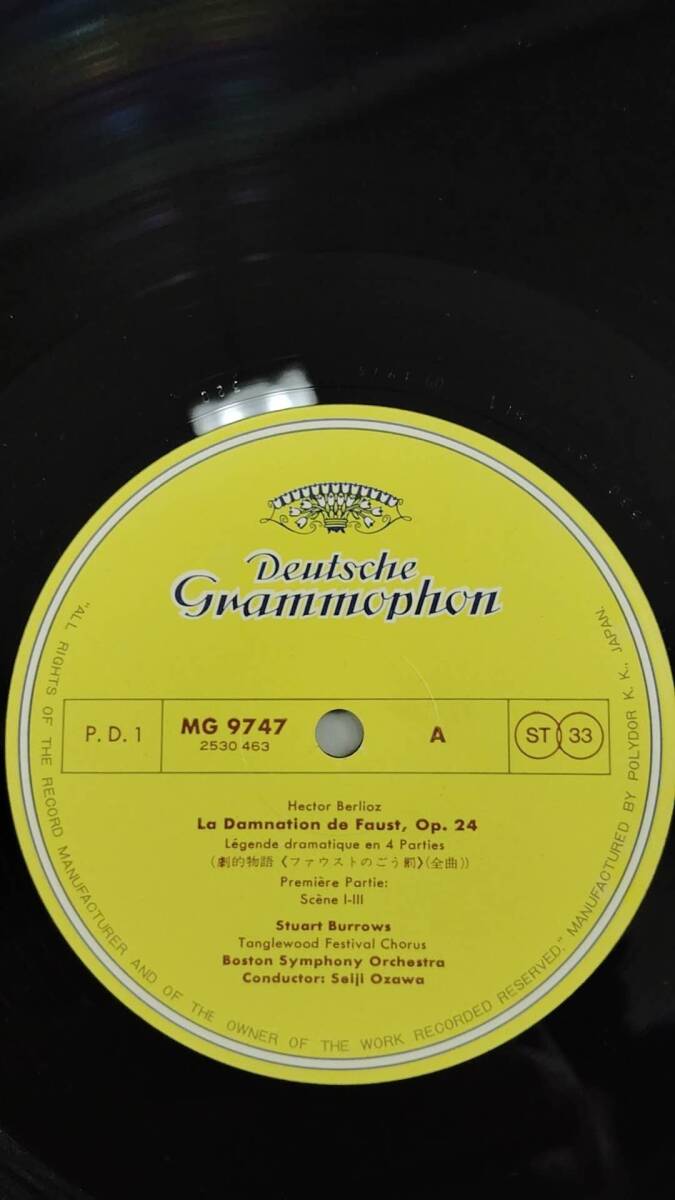 Deutsche
Grammophon
P.D.1
MG 9747
2530 463
A
ST 33
Hector Berlioz
La Damnation de Faust, Op. 24
Légende dramatique en 4 Parties
(劇的物語《ファウストのごう罰》(全曲))
Première Partie:
Scène I-III
Stuart Burrows
Tanglewood Festival Chorus
Boston Symphony Orchestra
Conductor: Seiji Ozawa
"ALL RIGHTS OF THE RECORD MANUFACTURER AND OF THE OWNER OF THE WORK RECORDED RESERVED." MANUFACTURED BY POLYDOR K. K., JAPAN.